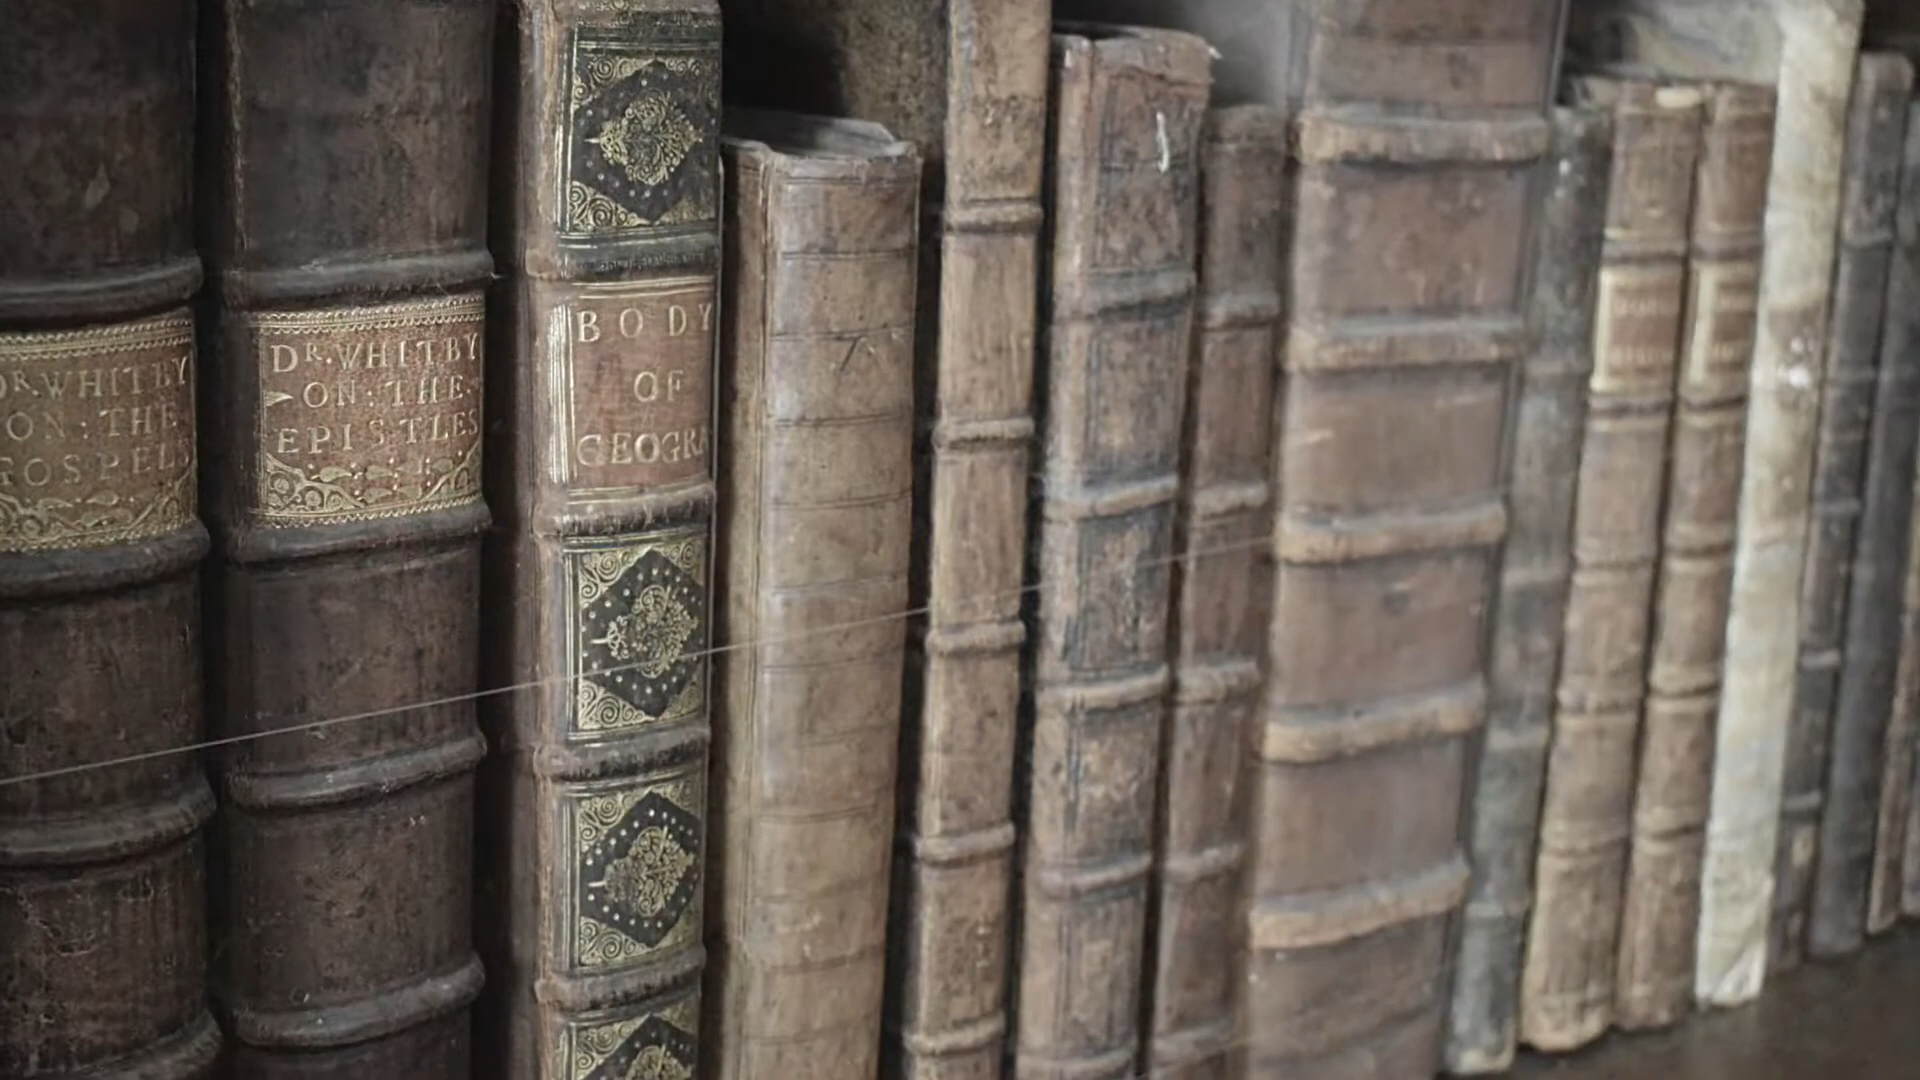 DR. WHITBY
ON: THE
GOSPELS
DR. WHITBY
ON: THE
EPISTLES
BODY
OF
GEOGRA